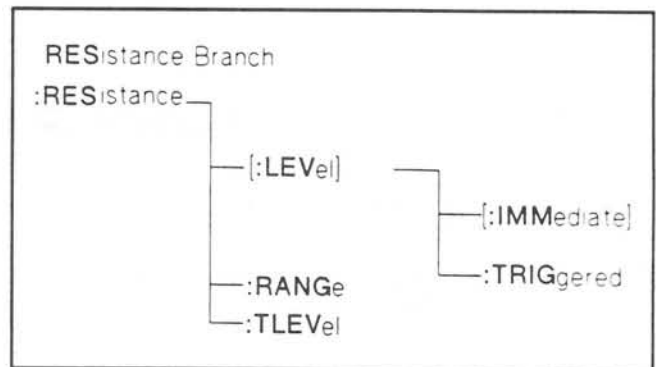 RESistance Branch
:RESistance
[:LEVel]
[:IMMediate]
:TRIGgered
:RANGe
:TLEVel